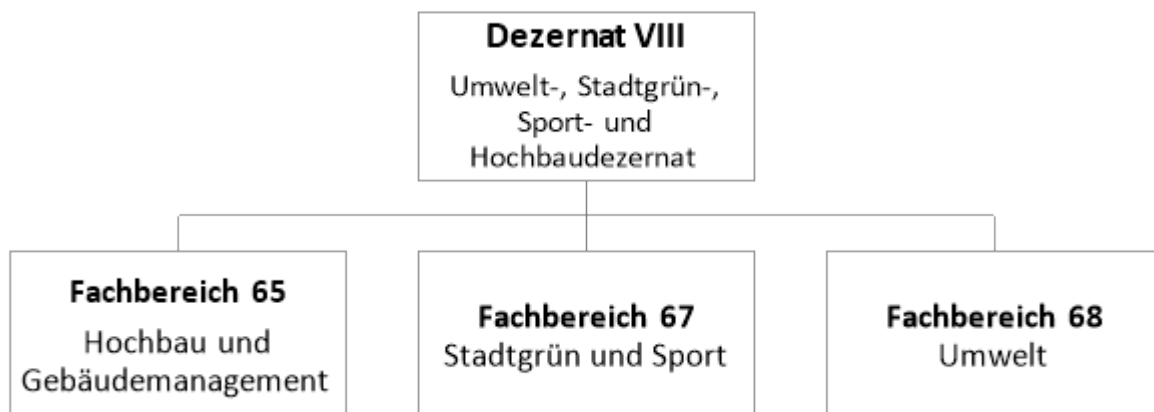 Dezernat VIII
Umwelt-, Stadtgrün-,
Sport- und
Hochbaudezernat
Fachbereich 65
Hochbau und
Gebäudemanagement
Fachbereich 67
Stadtgrün und Sport
Fachbereich 68
Umwelt